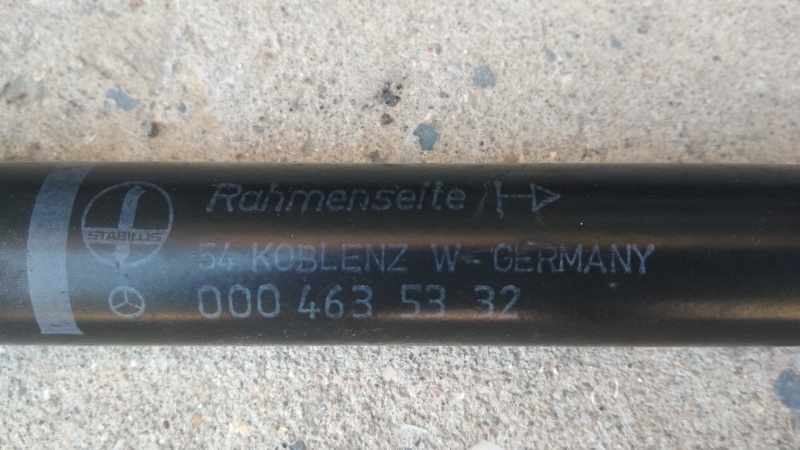 Rahmenseite
STABILUS
54 KOBLENZ W-GERMANY
000 463 53 32